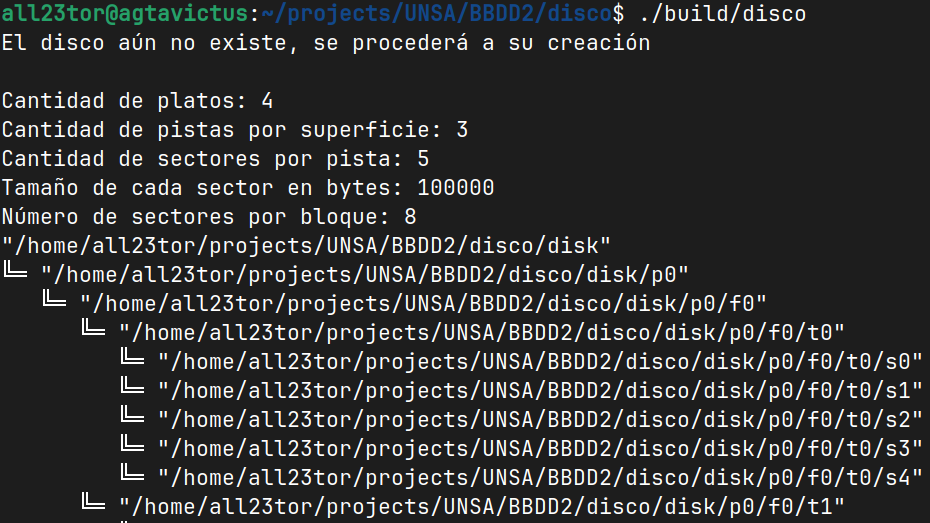 all23tor@agtavictus:~/projects/UNSA/BBDD2/disco$ ./build/disco
El disco aún no existe, se procederá a su creación
Cantidad de platos: 4
Cantidad de pistas por superficie: 3
Cantidad de sectores por pista: 5
Tamaño de cada sector en bytes: 100000
Número de sectores por bloque: 8
"/home/all23tor/projects/UNSA/BBDD2/disco/disk"
╚═ "/home/all23tor/projects/UNSA/BBDD2/disco/disk/p0"
╚═ "/home/all23tor/projects/UNSA/BBDD2/disco/disk/p0/f0"
╚═ "/home/all23tor/projects/UNSA/BBDD2/disco/disk/p0/f0/t0"
╚═ "/home/all23tor/projects/UNSA/BBDD2/disco/disk/p0/f0/t0/s0"
╚═ "/home/all23tor/projects/UNSA/BBDD2/disco/disk/p0/f0/t0/s1"
╚═ "/home/all23tor/projects/UNSA/BBDD2/disco/disk/p0/f0/t0/s2"
╚═ "/home/all23tor/projects/UNSA/BBDD2/disco/disk/p0/f0/t0/s3"
╚═ "/home/all23tor/projects/UNSA/BBDD2/disco/disk/p0/f0/t0/s4"
╚═ "/home/all23tor/projects/UNSA/BBDD2/disco/disk/p0/f0/t1"